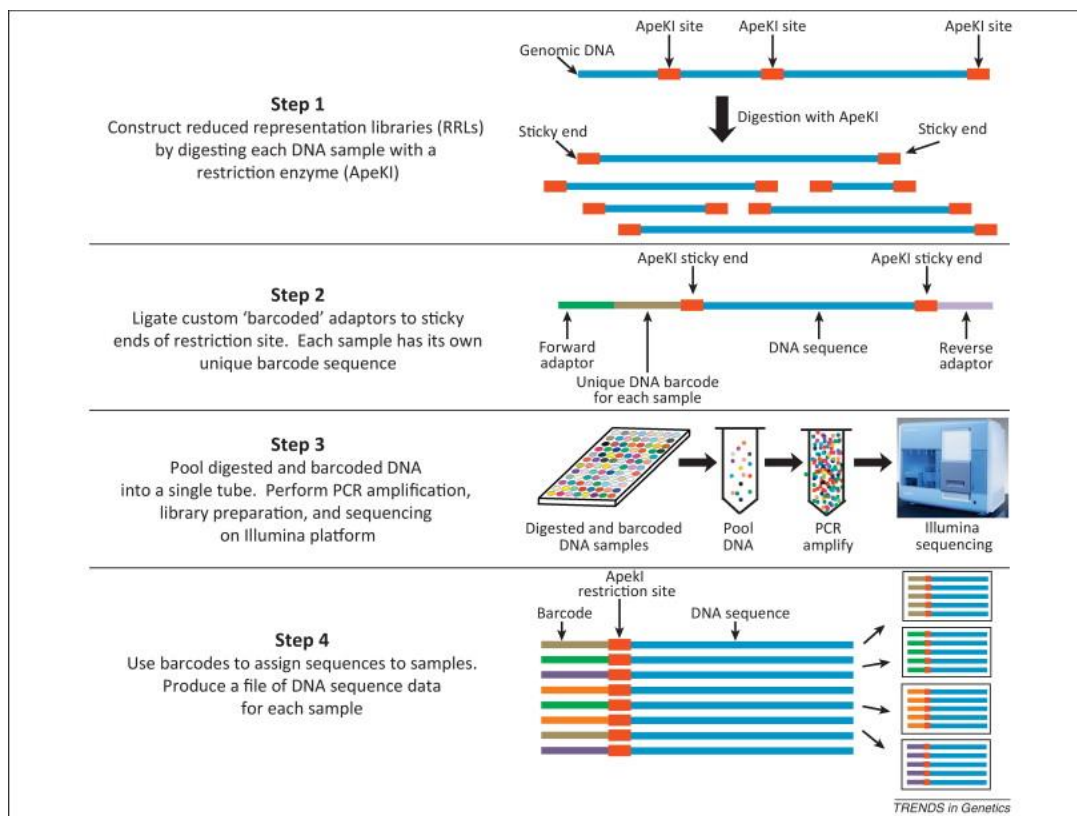 ApeKI site
ApeKI site
ApeKI site
Genomic DNA
Step 1
Construct reduced representation libraries (RRLs)
by digesting each DNA sample with a
restriction enzyme (ApeKI)
Digestion with ApeKI
Sticky end
Sticky end
ApeKI sticky end
ApeKI sticky end
Step 2
Ligate custom ‘barcoded’ adaptors to sticky
ends of restriction site. Each sample has its own
unique barcode sequence
Forward
adaptor
DNA sequence
Reverse
adaptor
Unique DNA barcode
for each sample
Step 3
Pool digested and barcoded DNA
into a single tube. Perform PCR amplification,
library preparation, and sequencing
on Illumina platform
Digested and barcoded
DNA samples
Pool
DNA
PCR
amplify
Illumina
sequencing
ApekI
restriction site
Barcode
DNA sequence
Step 4
Use barcodes to assign sequences to samples.
Produce a file of DNA sequence data
for each sample
TRENDS in Genetics